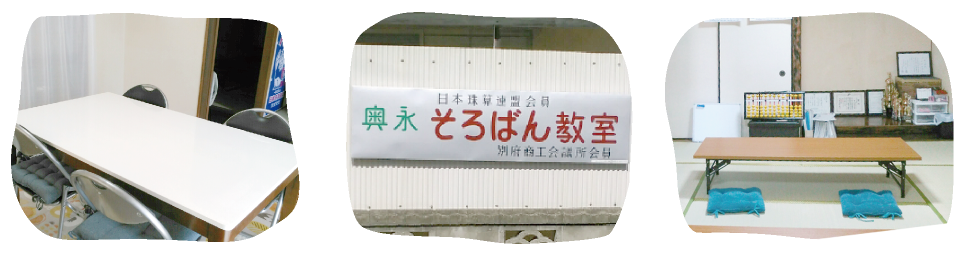 日本珠算連盟会員
奥永 そろばん教室
別府商工会議所会員